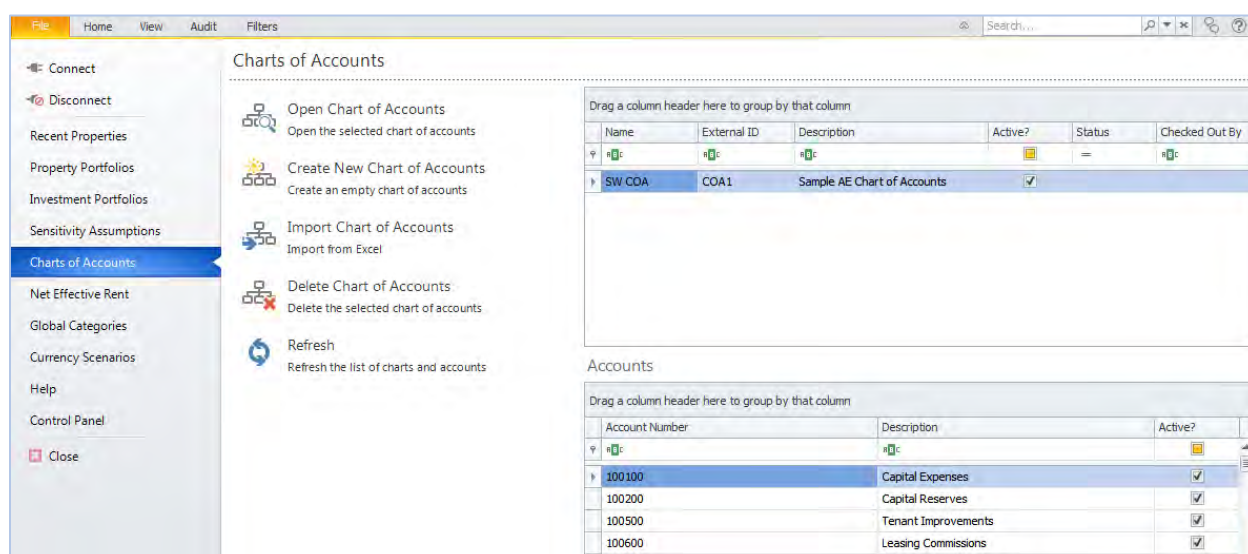 File Home View Audit Filters Search...
Connect
Disconnect
Recent Properties
Property Portfolios
Investment Portfolios
Sensitivity Assumptions
Charts of Accounts
Net Effective Rent
Global Categories
Currency Scenarios
Help
Control Panel
Close
Charts of Accounts
Open Chart of Accounts
Open the selected chart of accounts
Create New Chart of Accounts
Create an empty chart of accounts
Import Chart of Accounts
Import from Excel
Delete Chart of Accounts
Delete the selected chart of accounts
Refresh
Refresh the list of charts and accounts
Drag a column header here to group by that column
Name External ID Description Active? Status Checked Out By
ABC ABC ABC = ABC
SW COA COA1 Sample AE Chart of Accounts
Accounts
Drag a column header here to group by that column
Account Number Description Active?
ABC ABC
100100 Capital Expenses
100200 Capital Reserves
100500 Tenant Improvements
100600 Leasing Commissions